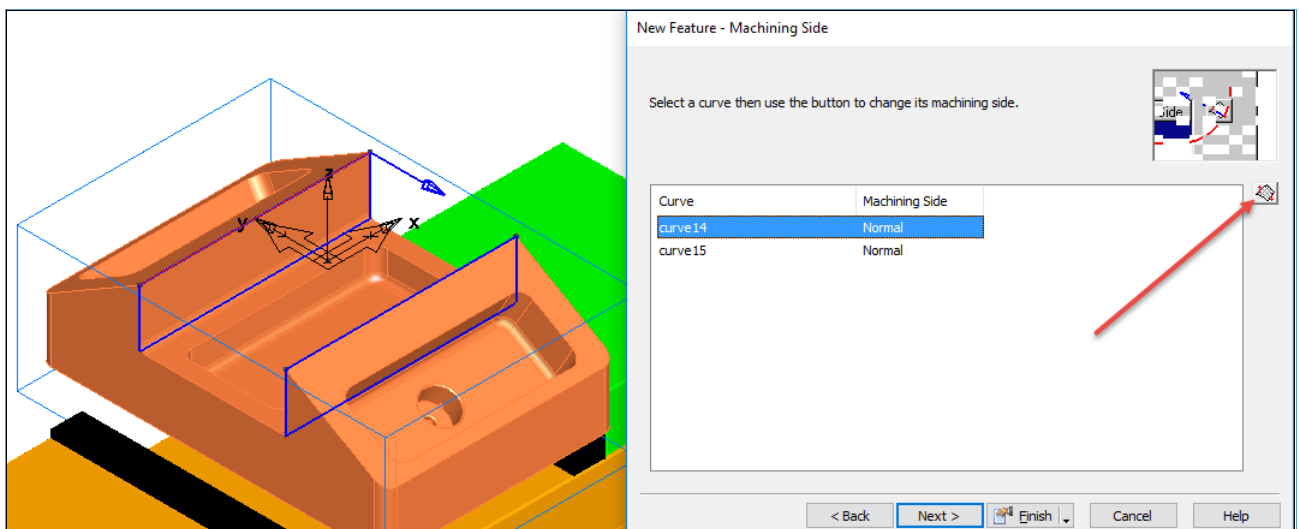 New Feature - Machining Side
Select a curve then use the button to change its machining side.
Side
Curve Machining Side
curve14 Normal
curve15 Normal
z
y x
< Back Next > Finish Cancel Help